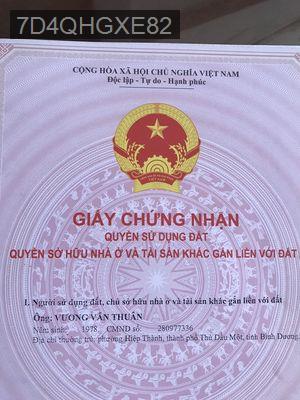 7D4QHGXE82
CỘNG HÒA XÃ HỘI CHỦ NGHĨA VIỆT NAM
Độc lập - Tự do - Hạnh phúc
GIẤY CHỨNG NHẬN
QUYỀN SỬ DỤNG ĐẤT
QUYỀN SỞ HỮU NHÀ Ở VÀ TÀI SẢN KHÁC GẮN LIỀN VỚI ĐẤT
I. Người sử dụng đất, chủ sở hữu nhà ở và tài sản khác gắn liền với đất
Ông: VƯƠNG VĂN THUẬN
Năm sinh: 1978, CMND số: 280977336
Địa chỉ thường trú: phường Hiệp Thành, thành phố Thủ Dầu Một, tỉnh Bình Dương.